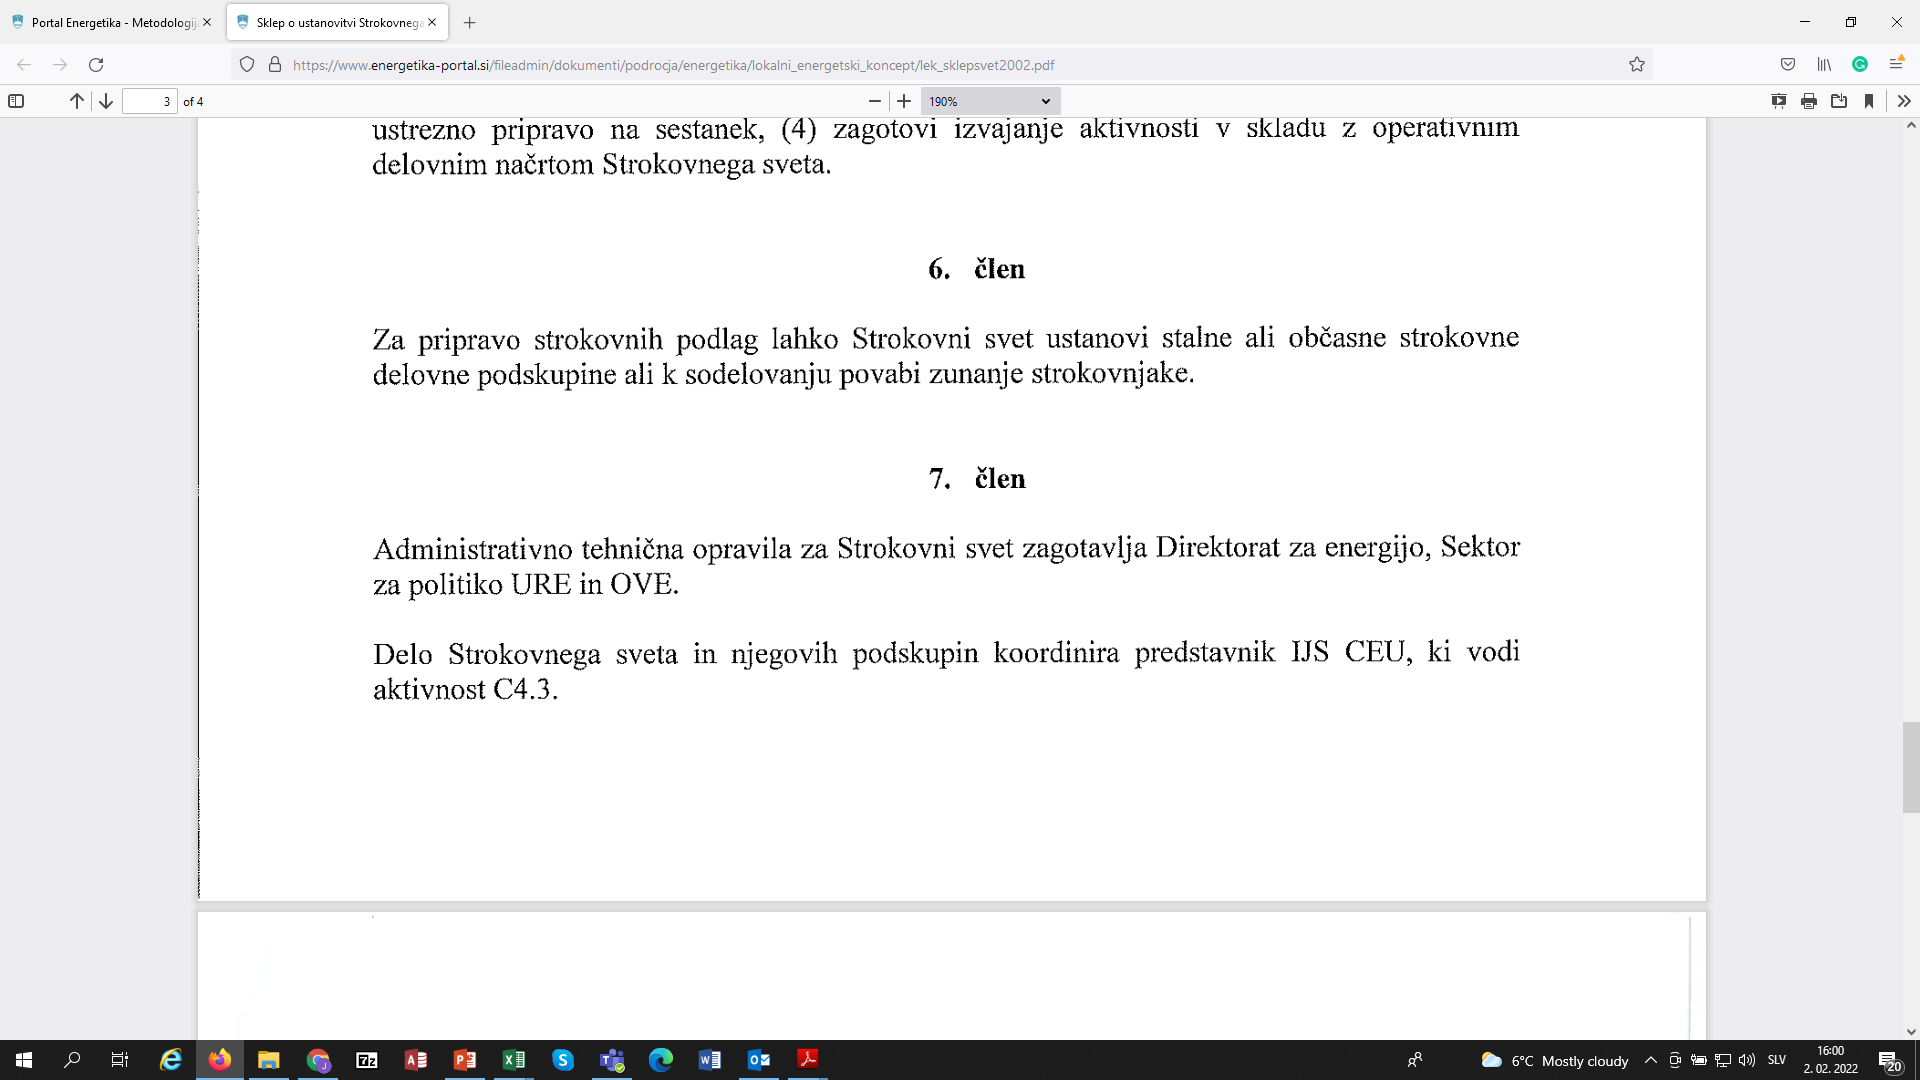 Portal Energetika - Metodologij
Sklep o ustanovitvi Strokovnega
https://www.energetika-portal.si/fileadmin/dokumenti/podrocja/energetika/lokalni_energetski_koncept/lek_sklepsvet2002.pdf
3 of 4
190%
ustrezno pripravo na sestanek, (4) zagotovi izvajanje aktivnosti v skladu z operativnim
delovnim načrtom Strokovnega sveta.
6. člen
Za pripravo strokovnih podlag lahko Strokovni svet ustanovi stalne ali občasne strokovne
delovne podskupine ali k sodelovanju povabi zunanje strokovnjake.
7. člen
Administrativno tehnična opravila za Strokovni svet zagotavlja Direktorat za energijo, Sektor
za politiko URE in OVE.
Delo Strokovnega sveta in njegovih podskupin koordinira predstavnik IJS CEU, ki vodi
aktivnost C4.3.
6°C Mostly cloudy
SLV
16:00
2. 02. 2022
20